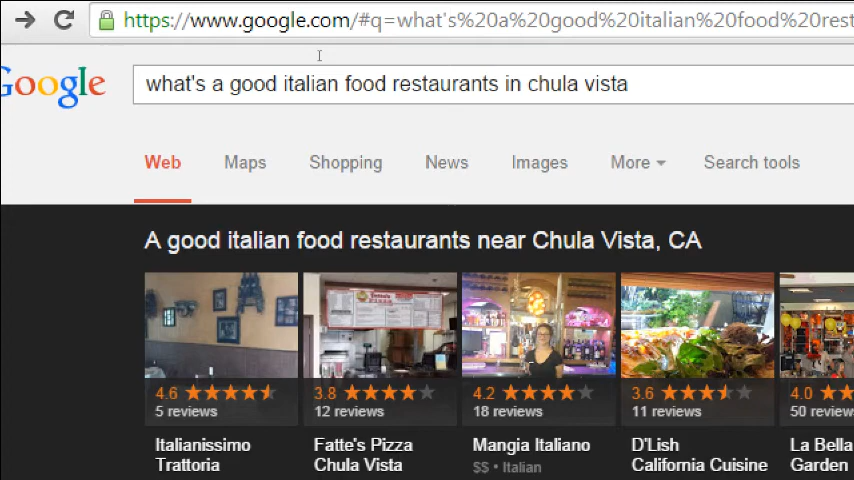 https://www.google.com/#q=what's%20a%20good%20italian%20food%20rest
Google
what's a good italian food restaurants in chula vista
Web Maps Shopping News Images More Search tools
A good italian food restaurants near Chula Vista, CA
4.6 3.8 4.2 3.6 4.0
5 reviews 12 reviews 18 reviews 11 reviews 50 review
Italianissimo Fatte's Pizza Mangia Italiano D'Lish La Bella
Trattoria Chula Vista $$ • Italian California Cuisine Garden